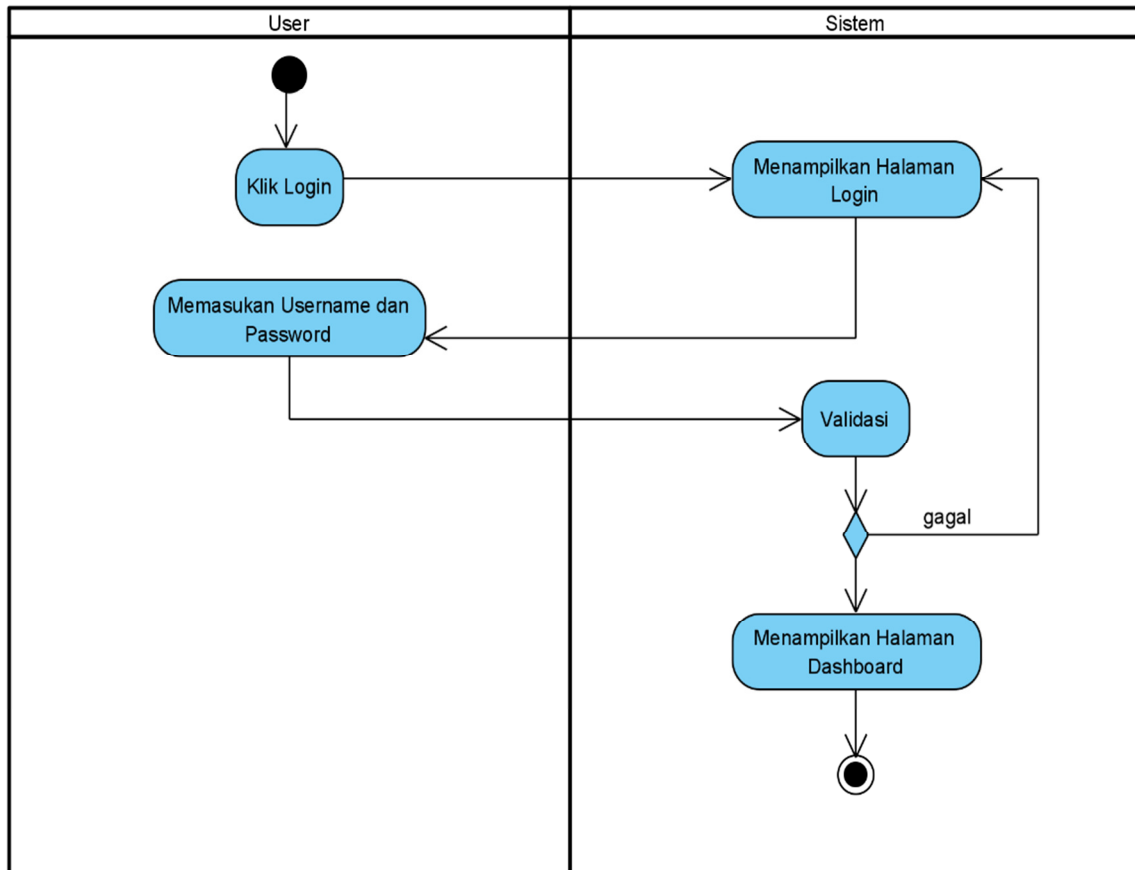 User
Sistem
Klik Login
Menampilkan Halaman
Login
Memasukan Username dan
Password
Validasi
gagal
Menampilkan Halaman
Dashboard